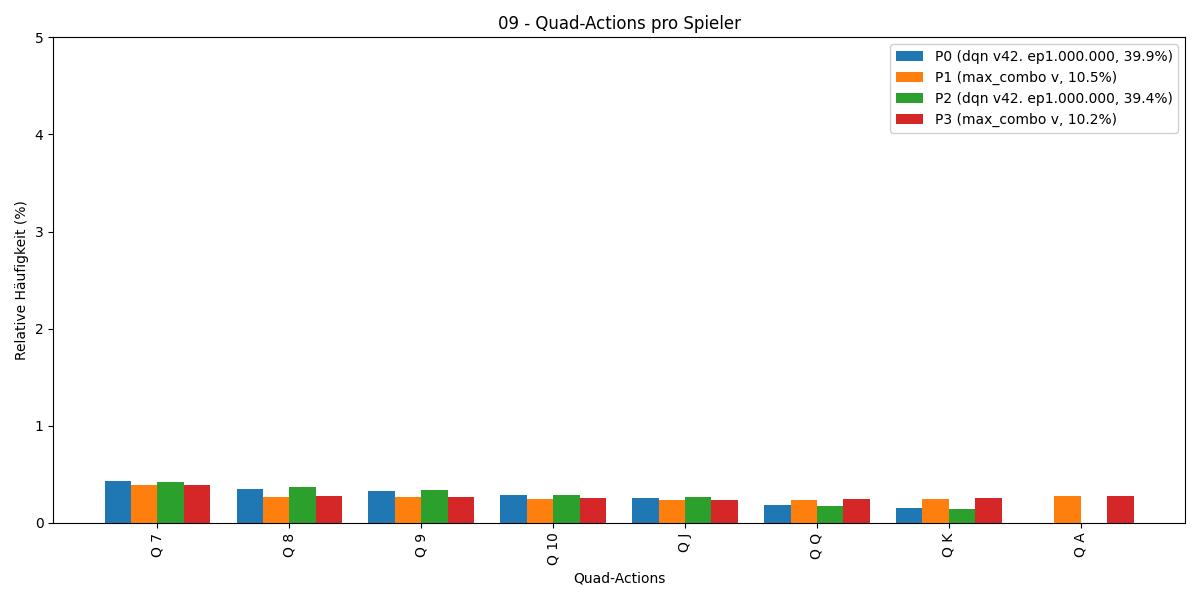 09 - Quad-Actions pro Spieler
P0 (dqn v42. ep1.000.000, 39.9%)
P1 (max_combo v, 10.5%)
P2 (dqn v42. ep1.000.000, 39.4%)
P3 (max_combo v, 10.2%)
Relative Häufigkeit (%)
5
4
3
2
1
0
Q 7
Q 8
Q 9
Q 10
Q J
Q Q
Q K
Q A
Quad-Actions